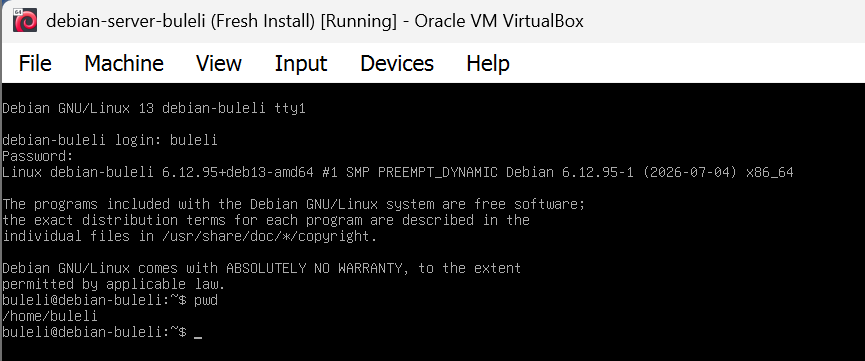 64
debian-server-buleli (Fresh Install) [Running] - Oracle VM VirtualBox
File Machine View Input Devices Help
Debian GNU/Linux 13 debian-buleli tty1
debian-buleli login: buleli
Password:
Linux debian-buleli 6.12.95+deb13-amd64 #1 SMP PREEMPT_DYNAMIC Debian 6.12.95-1 (2026-07-04) x86_64
The programs included with the Debian GNU/Linux system are free software;
the exact distribution terms for each program are described in the
individual files in /usr/share/doc/*/copyright.
Debian GNU/Linux comes with ABSOLUTELY NO WARRANTY, to the extent
permitted by applicable law.
buleli@debian-buleli:~$ pwd
/home/buleli
buleli@debian-buleli:~$ _